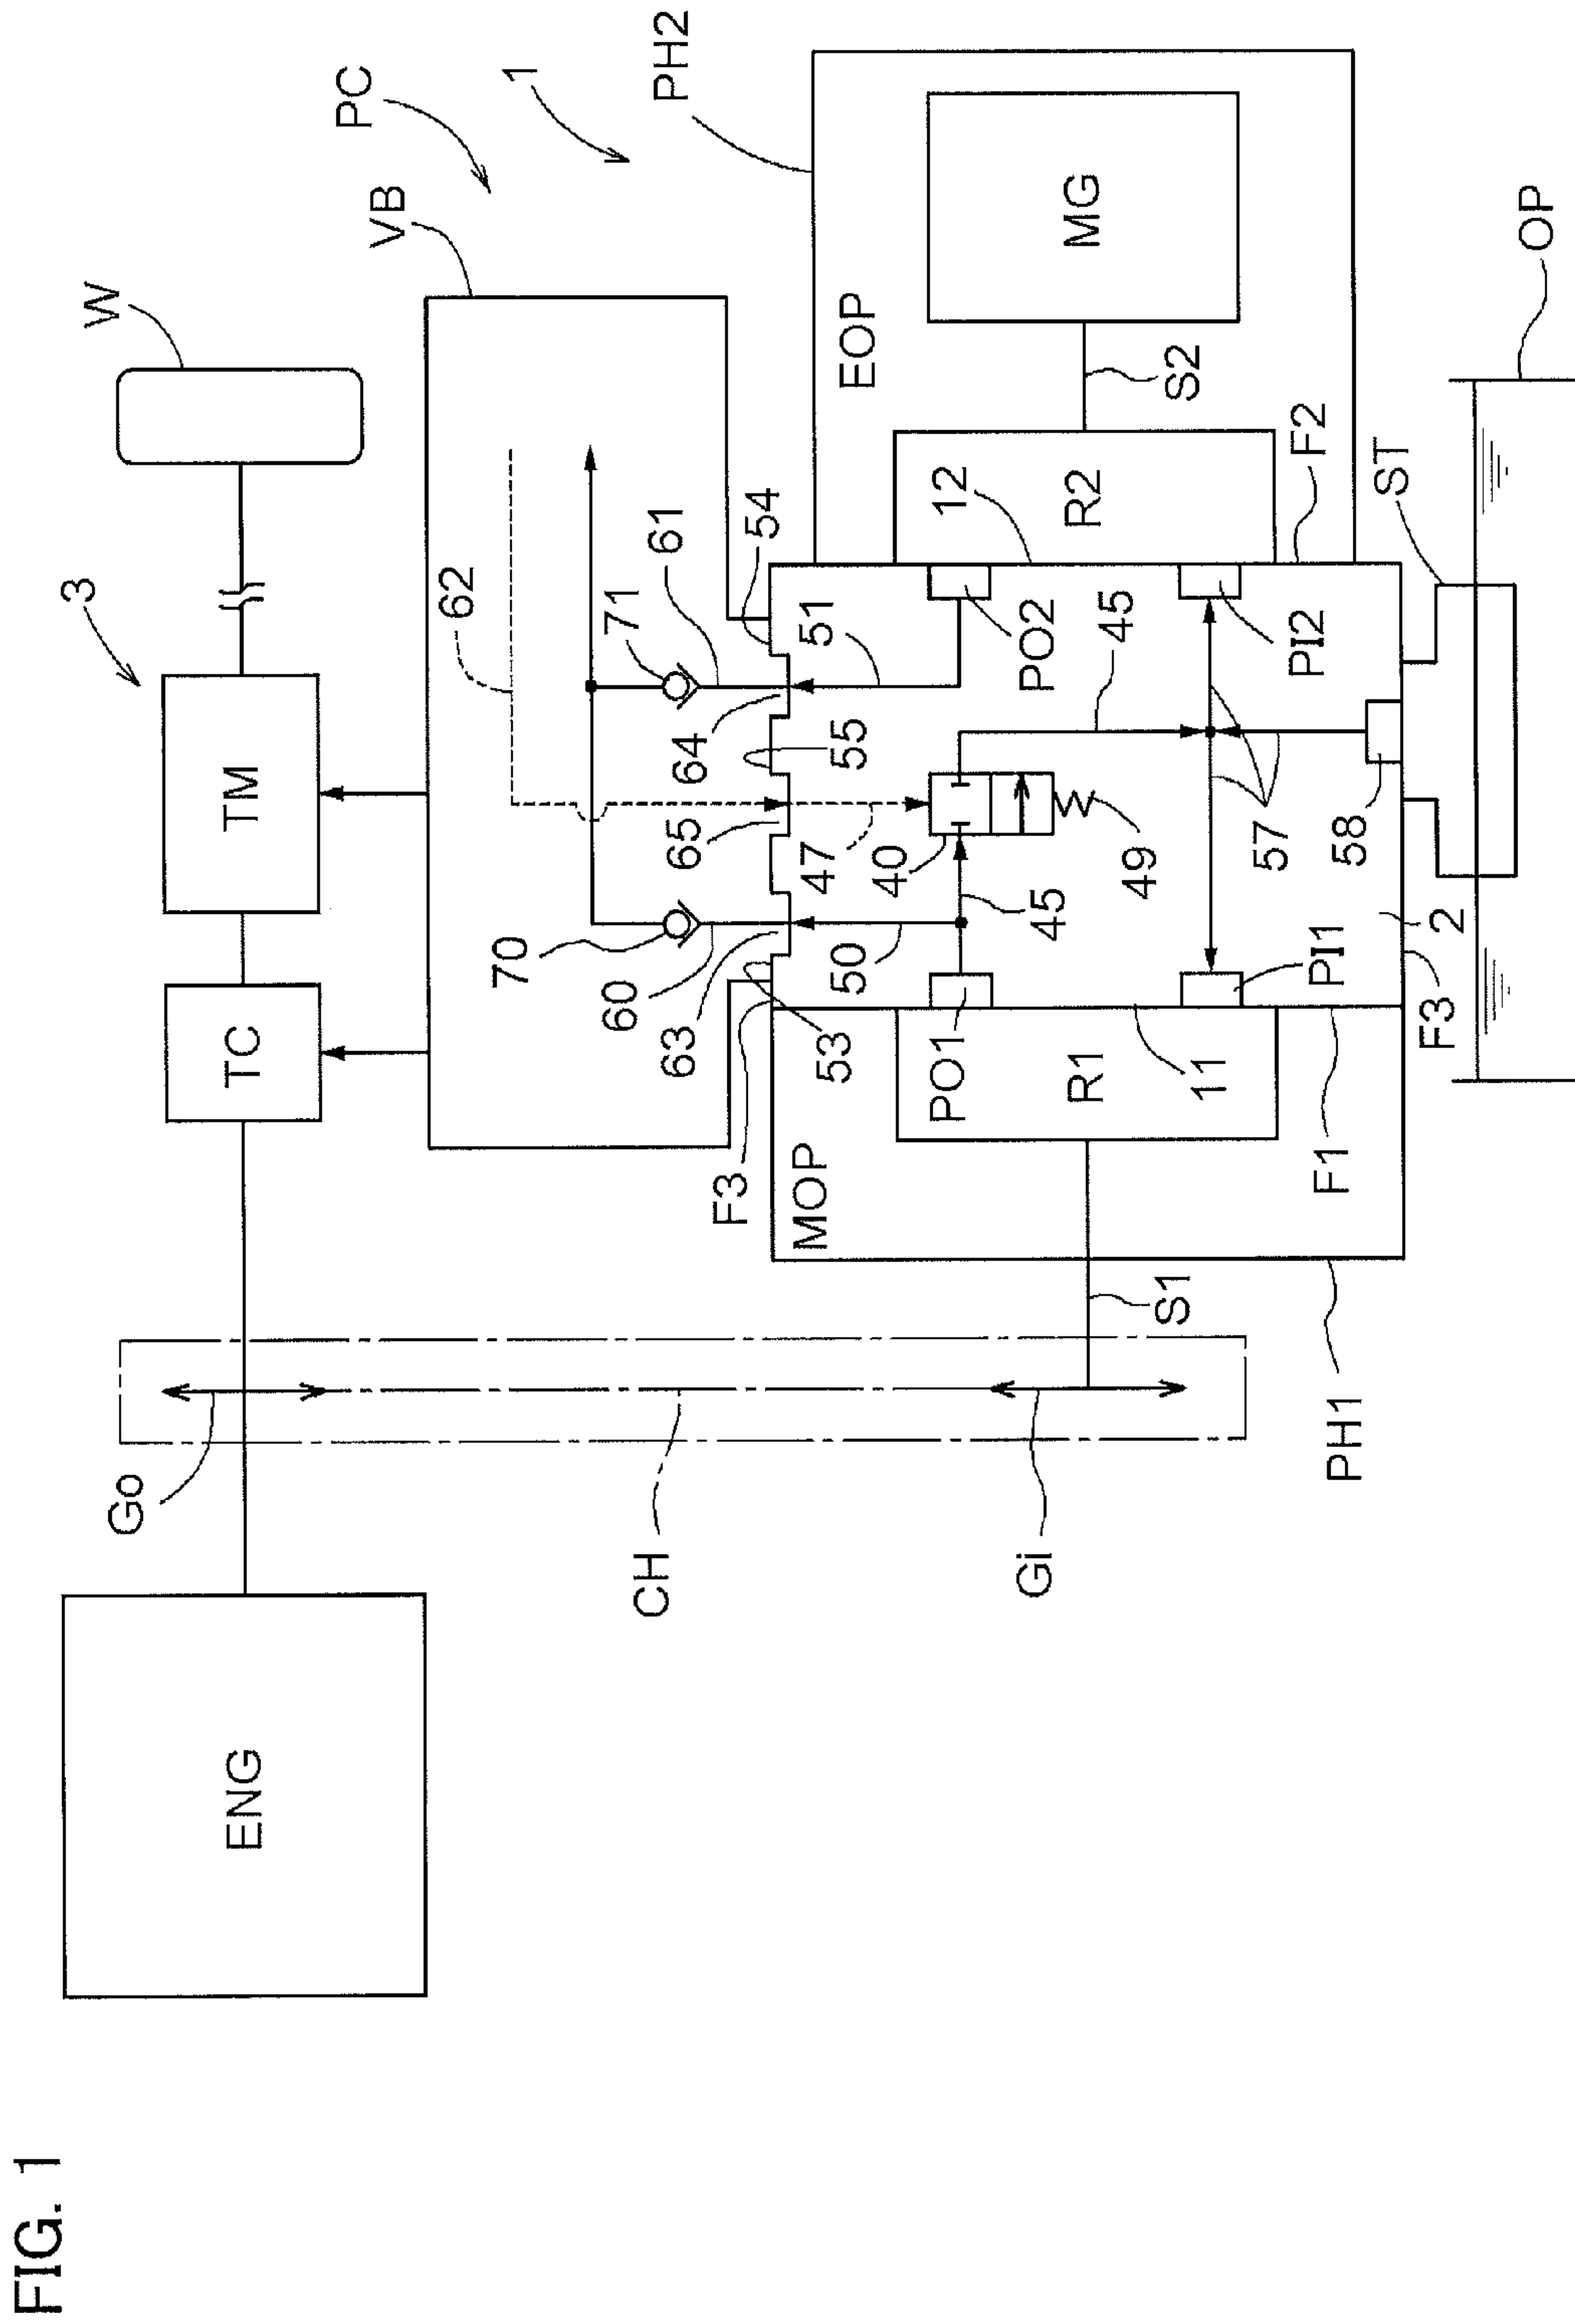 FIG. 1
3
W
PC
1
VB
PH2
TM
TC
ENG
Go
CH
Gi
62
71
61
54
70
60
63
64
65
55
F3
53
47
50
51
40
45
45
49
EOP
MG
S2
12
R2
F2
PO2
PI2
MOP
PO1
R1
11
PI1
57
58
2
F1
F3
S1
PH1
ST
OP